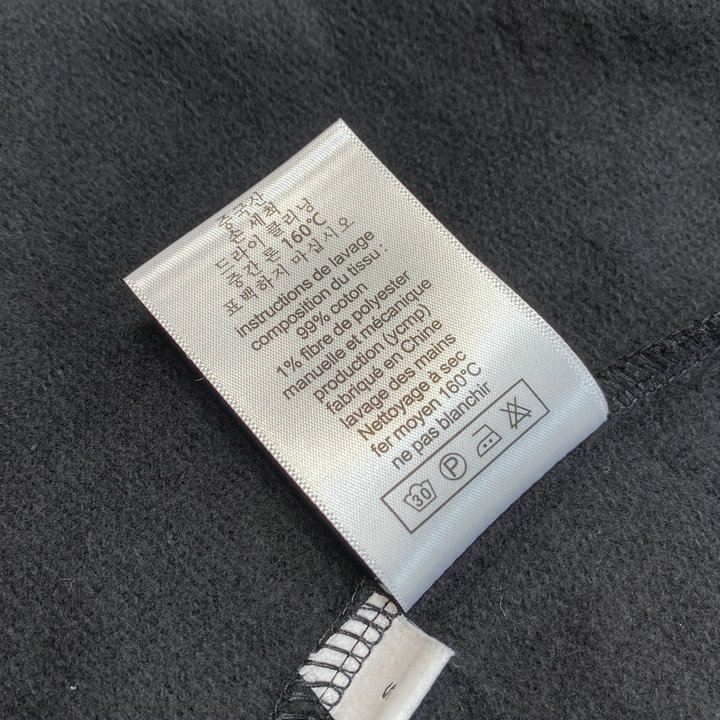 중국산
손 세척
드라이 클리닝
중간 론 160℃
표백하지 마십시오
instructions de lavage
composition du tissu :
99% coton
1% fibre de polyester
manuelle et mécanique
production (ycmp)
fabriqué en Chine
lavage des mains
Nettoyage à sec
fer moyen 160°C
ne pas blanchir
30 P